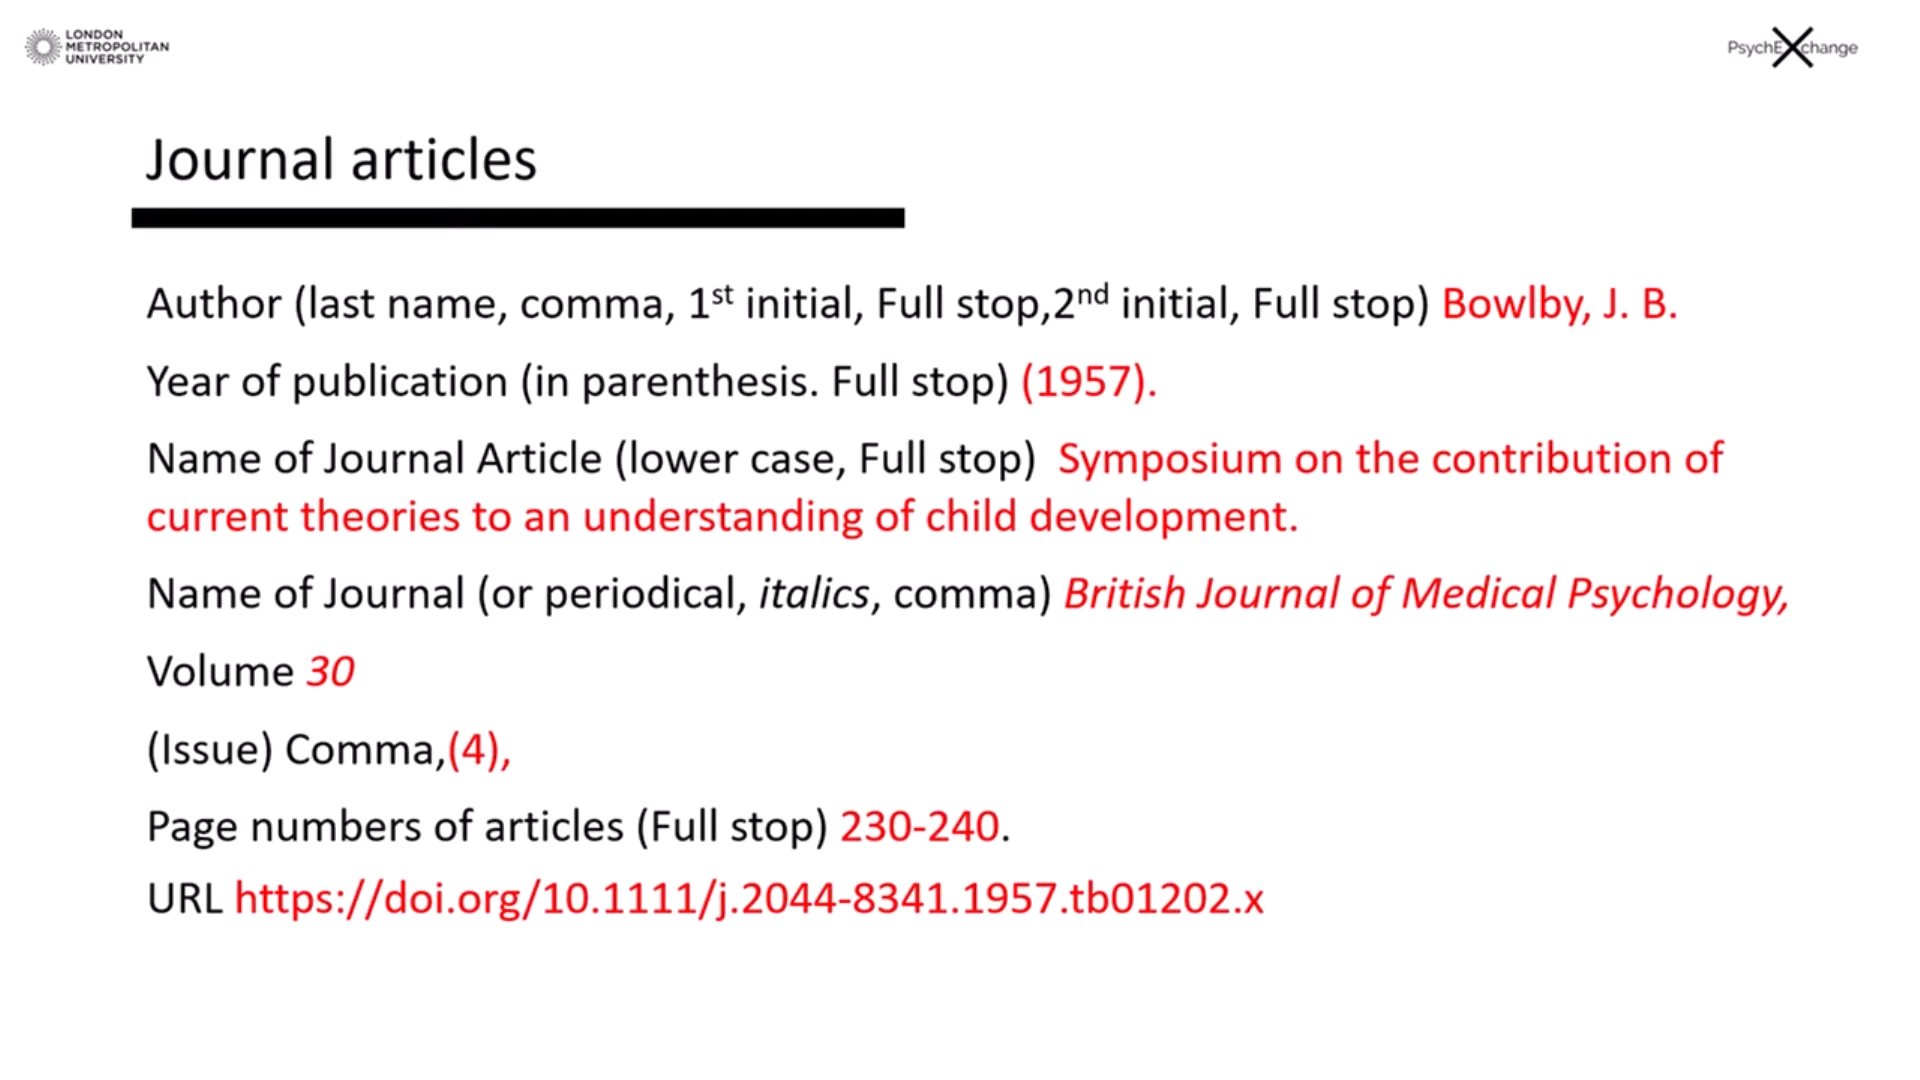 LONDON
METROPOLITAN
UNIVERSITY
PsychEXchange
Journal articles
Author (last name, comma, 1st initial, Full stop,2nd initial, Full stop) Bowlby, J. B.
Year of publication (in parenthesis. Full stop) (1957).
Name of Journal Article (lower case, Full stop) Symposium on the contribution of
current theories to an understanding of child development.
Name of Journal (or periodical, italics, comma) British Journal of Medical Psychology,
Volume 30
(Issue) Comma,(4),
Page numbers of articles (Full stop) 230-240.
URL https://doi.org/10.1111/j.2044-8341.1957.tb01202.x